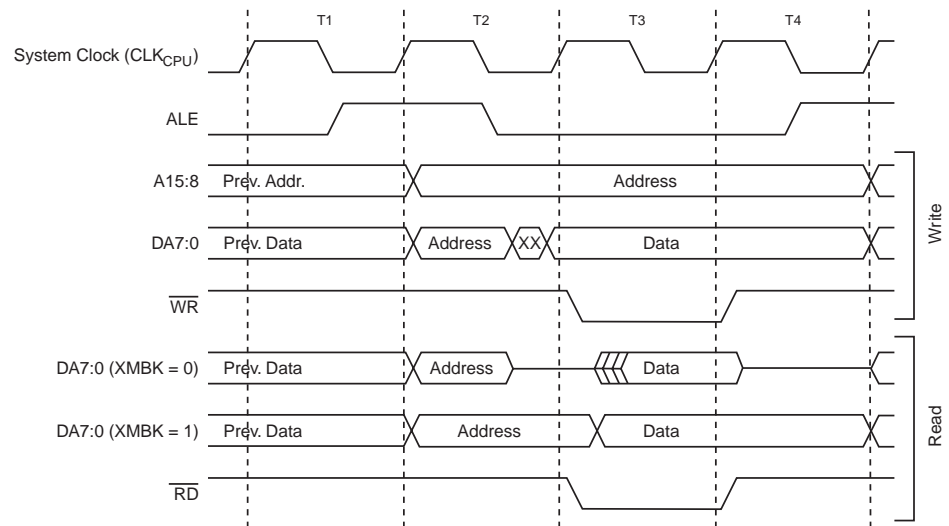 T1 T2 T3 T4
System Clock (CLKCPU)
ALE
A15:8 Prev. Addr. Address
DA7:0 Prev. Data Address XX Data
WR
Write
DA7:0 (XMBK = 0) Prev. Data Address Data
DA7:0 (XMBK = 1) Prev. Data Address Data
RD
Read